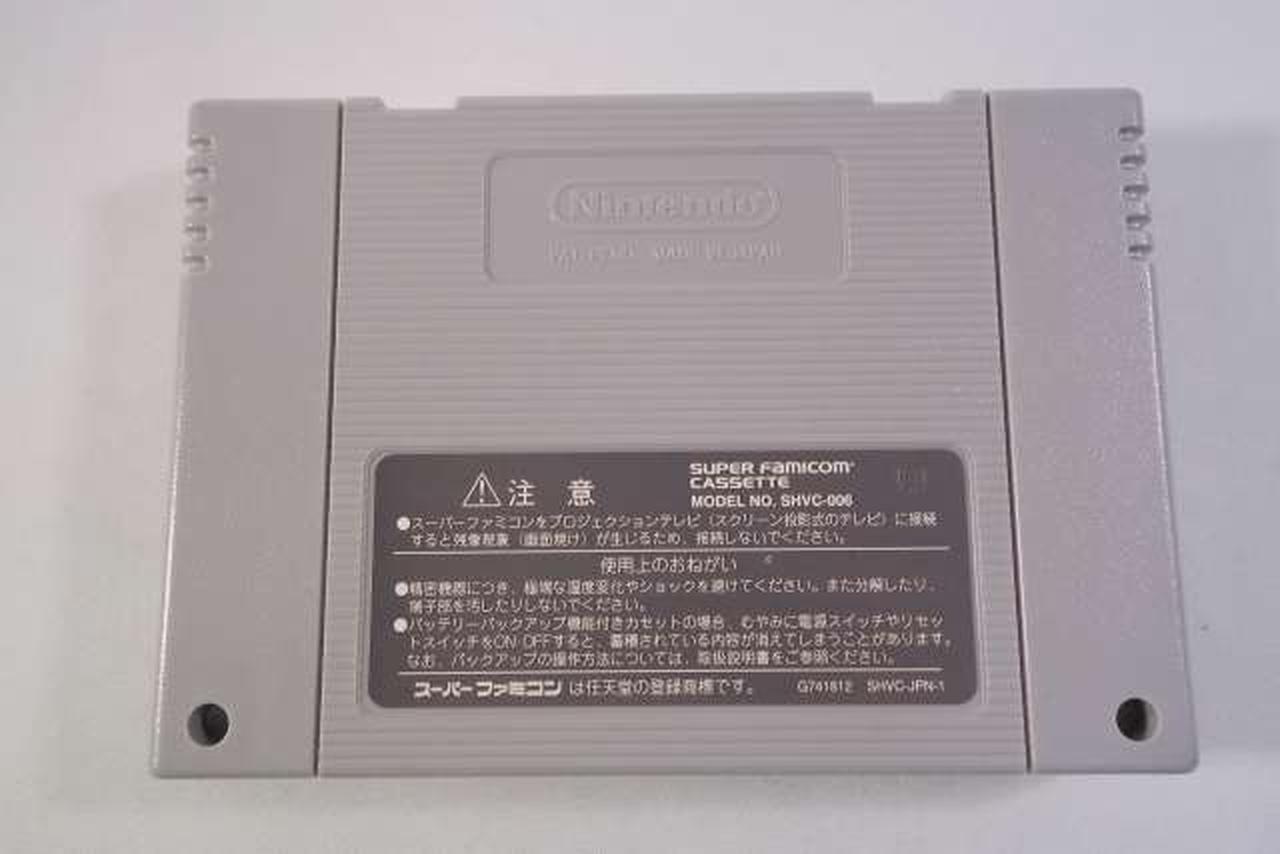 Nintendo
注 意
SUPER FAMICOM
CASSETTE
MODEL NO. SHVC-006
●スーパーファミコンをプロジェクションテレビ（スクリーン投影式のテレビ）に接続
すると残像現象（画面焼け）が生じるため、接続しないでください。
使用上のおねがい
●精密機器につき、極端な温度変化やショックを避けてください。また分解したり、
端子部を汚したりしないでください。
●バッテリーバックアップ機能付きカセットの場合、むやみに電源スイッチやリセッ
トスイッチをON OFFすると、蓄積されている内容が消えてしまうことがあります。
なお、バックアップの操作方法については、取扱説明書をご参照ください。
スーパーファミコン は任天堂の登録商標です。 G741812 SHVC-JPN-1